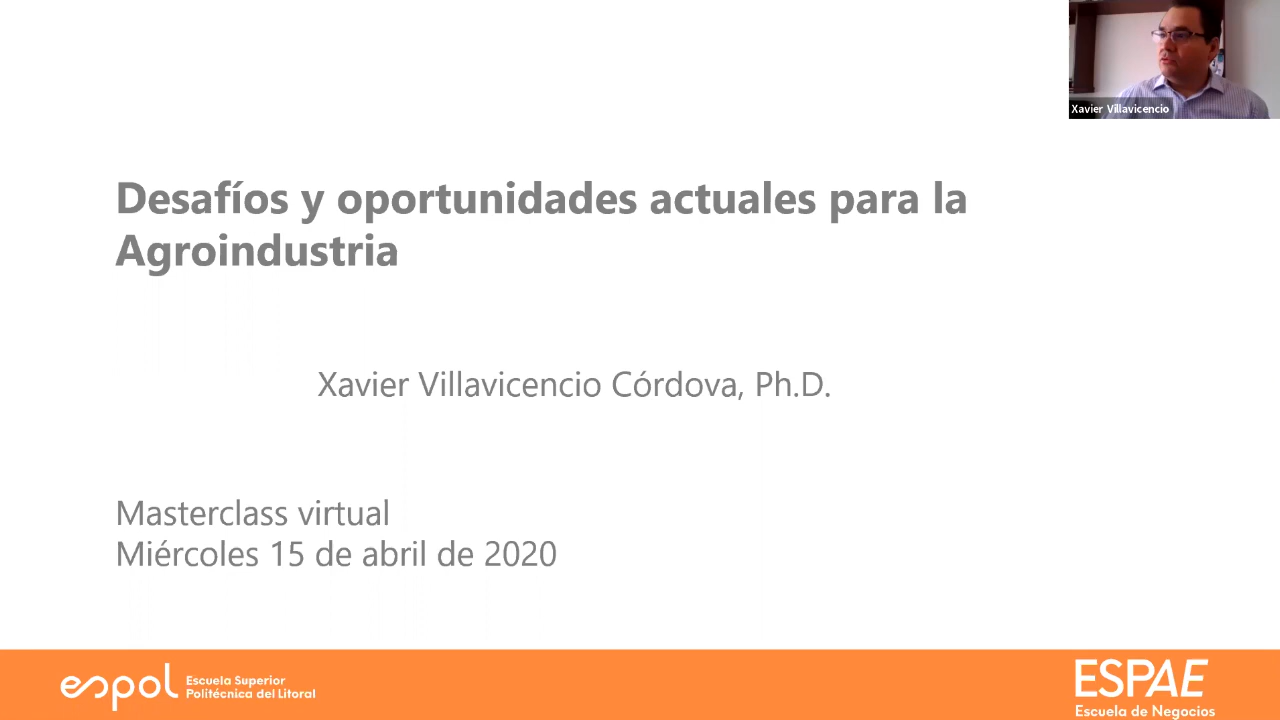 Xavier Villavicencio
Desafíos y oportunidades actuales para la
Agroindustria
Xavier Villavicencio Córdova, Ph.D.
Masterclass virtual
Miércoles 15 de abril de 2020
espol
Escuela Superior
Politécnica del Litoral
ESPAE
Escuela de Negocios